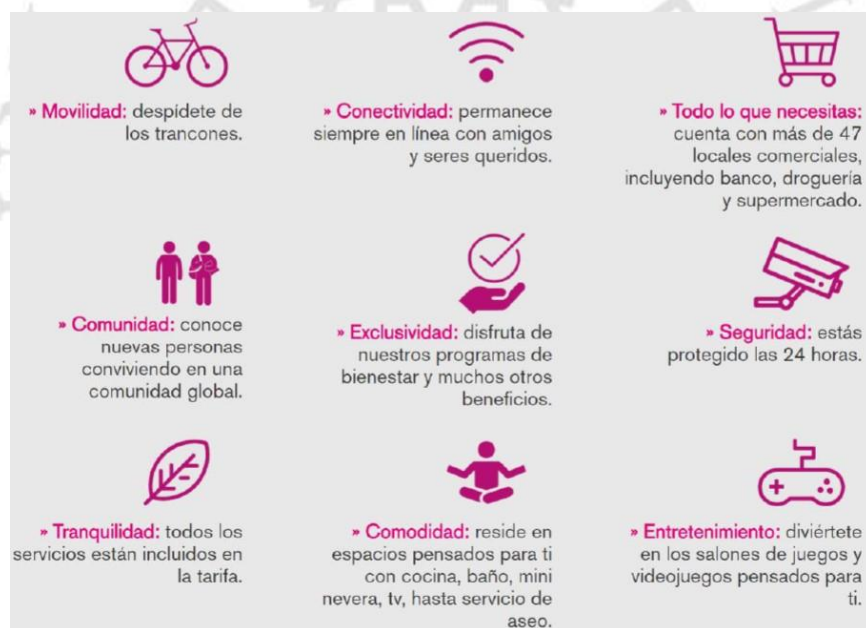 » Movilidad: despídete de
los trancones.
» Conectividad: permanece
siempre en línea con amigos
y seres queridos.
» Todo lo que necesitas:
cuenta con más de 47
locales comerciales,
incluyendo banco, droguería
y supermercado.
» Comunidad: conoce
nuevas personas
conviviendo en una
comunidad global.
» Exclusividad: disfruta de
nuestros programas de
bienestar y muchos otros
beneficios.
» Seguridad: estás
protegido las 24 horas.
» Tranquilidad: todos los
servicios están incluidos en
la tarifa.
» Comodidad: reside en
espacios pensados para ti
con cocina, baño, mini
nevera, tv, hasta servicio de
aseo.
» Entretenimiento: diviértete
en los salones de juegos y
videojuegos pensados para
ti.